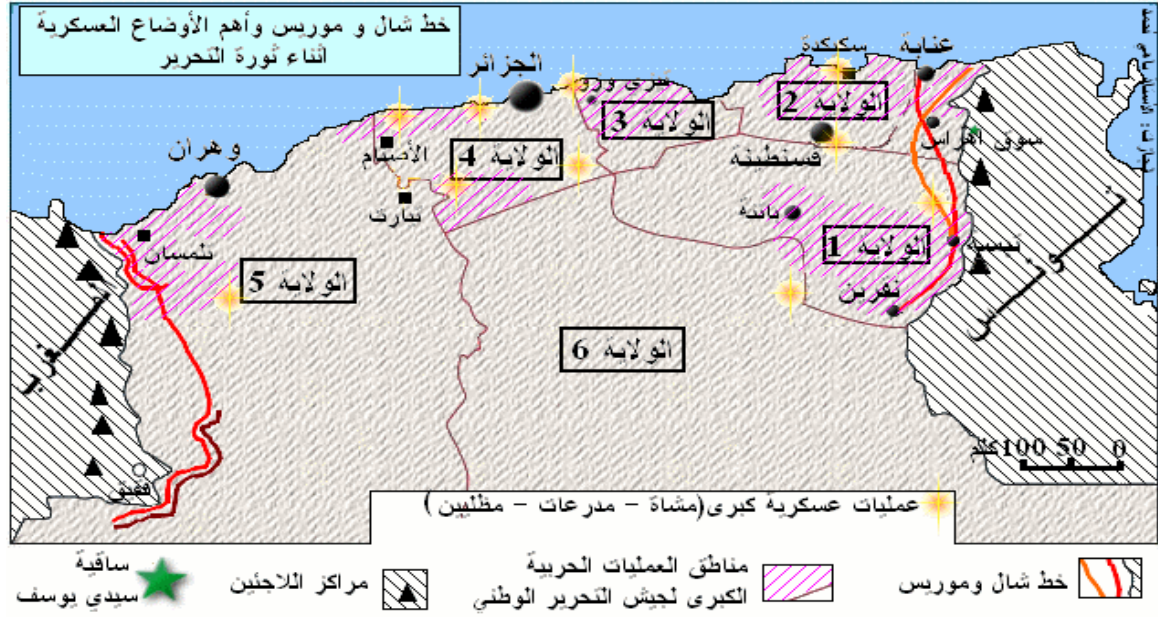 خط شال و موريس وأهم الأوضاع العسكرية
أثناء ثورة التحرير
الجزائر
سكيكدة
عنابة
الولاية 2
الولاية 3
قسنطينة
سوق أهراس
وهران
الأصنام
الولاية 4
تيارت
باتنة
الولاية 1
تبسة
نقرين
تونس
تلمسان
الولاية 5
المغرب
الولاية 6
فقيق
100 50 0
كلم
عمليات عسكرية كبرى(مشاة - مدرعات - مظليين )
خط شال وموريس
مناطق العمليات الحربية
الكبرى لجيش التحرير الوطني
مراكز اللاجئين
ساقية
سيدي يوسف